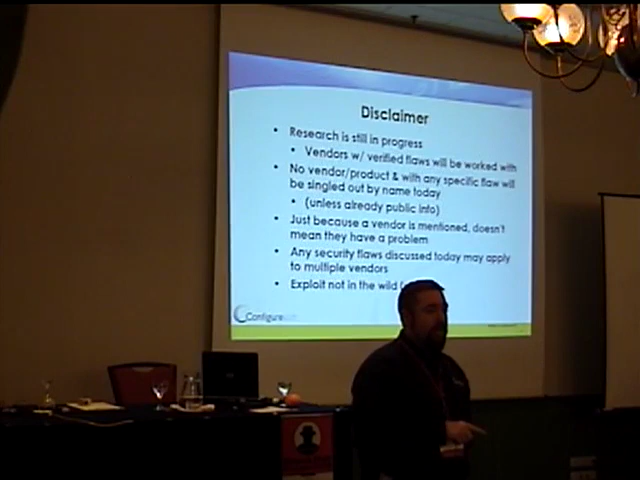 Disclaimer
• Research is still in progress
• Vendors w/ verified flaws will be worked with
• No vendor/product & with any specific flaw will
be singled out by name today
• (unless already public info)
• Just because a vendor is mentioned, doesn't
mean they have a problem
• Any security flaws discussed today may apply
to multiple vendors
• Exploit not in the wild (
Configure